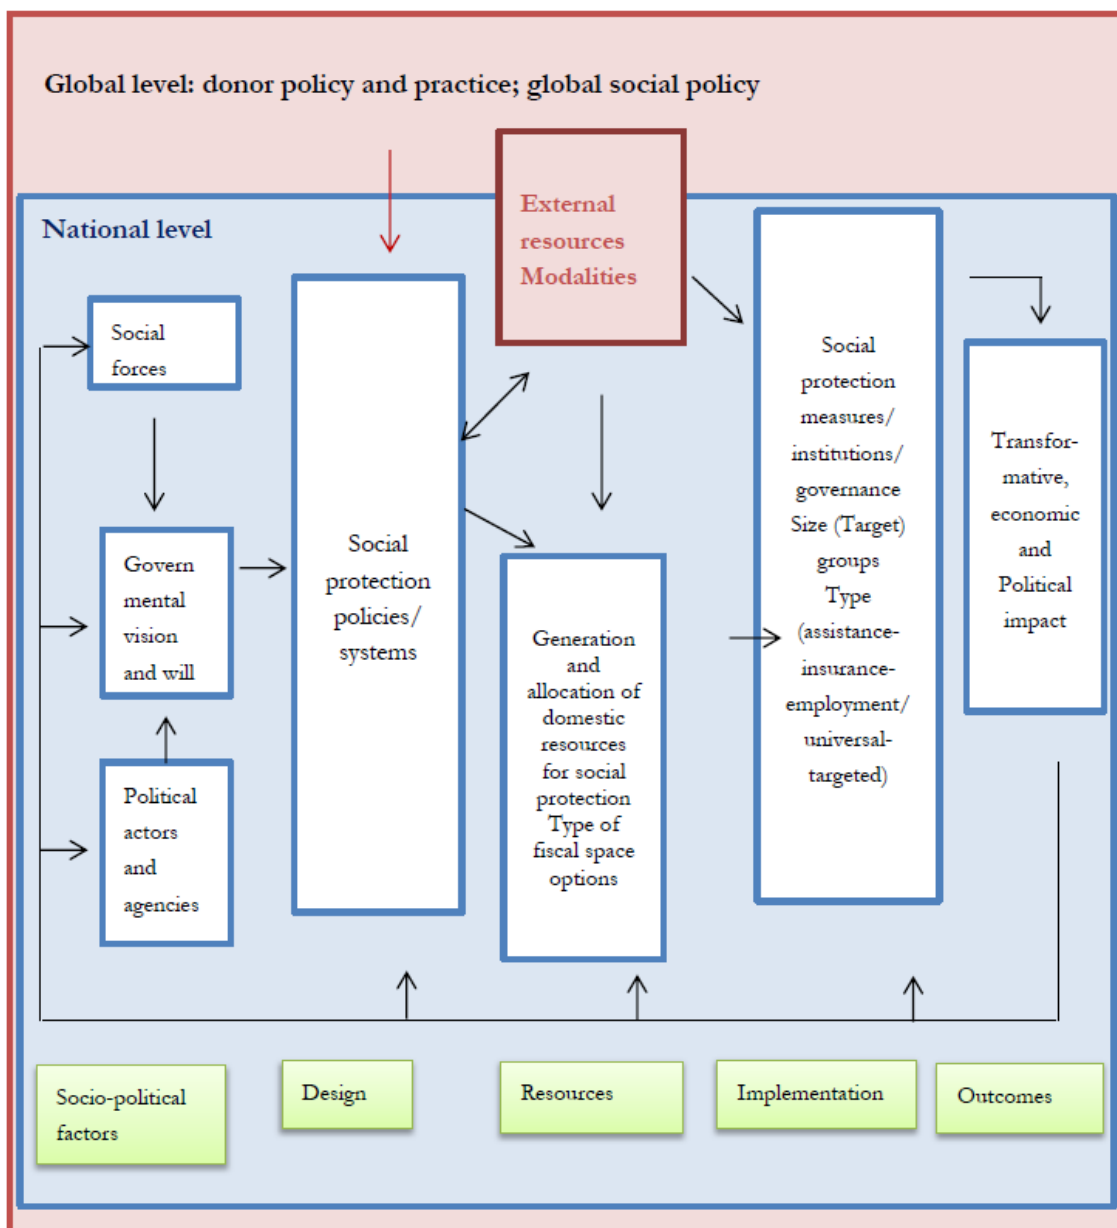 Global level: donor policy and practice; global social policy
External
resources
Modalities
National level
Social
forces
Govern
mental
vision
and will
Political
actors
and
agencies
Social
protection
policies/
systems
Generation
and
allocation of
domestic
resources
for social
protection
Type of
fiscal space
options
Social
protection
measures/
institutions/
governance
Size (Target)
groups
Type
(assistance-
insurance-
employment/
universal-
targeted)
Transfor-
mative,
economic
and
Political
impact
Socio-political
factors
Design
Resources
Implementation
Outcomes